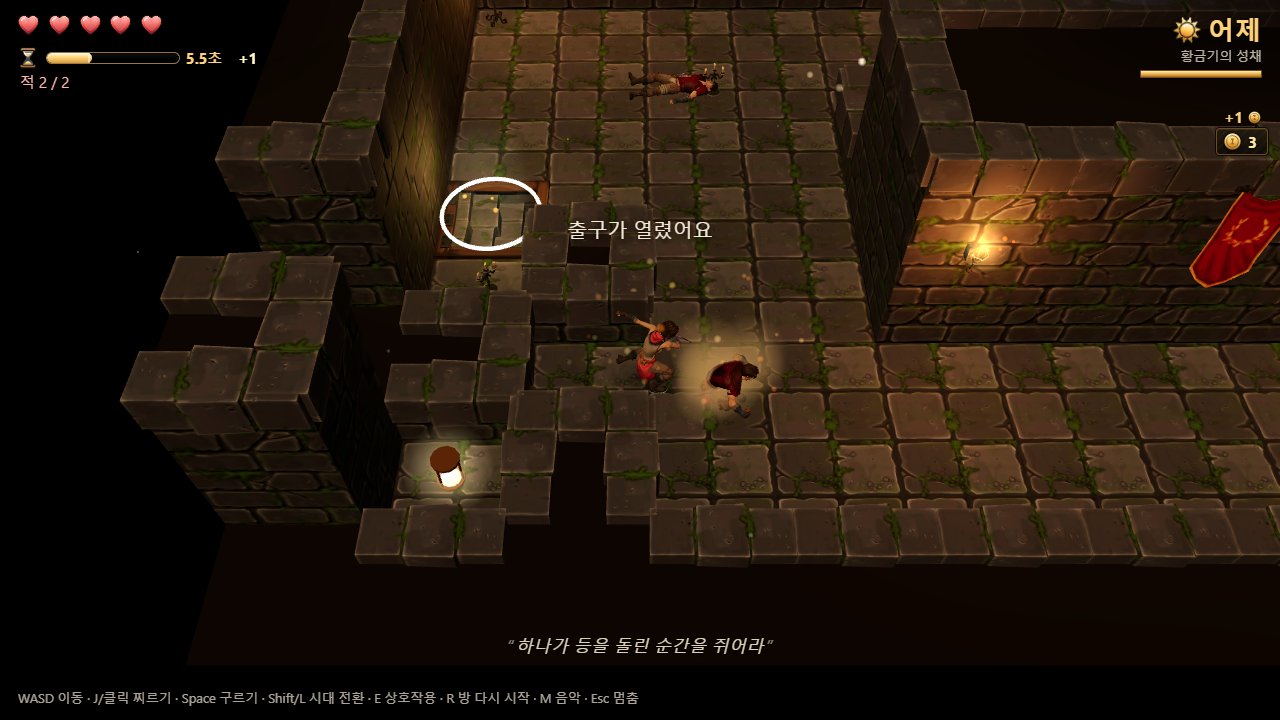 5.5초 +1
적 2 / 2
어제
황금기의 성채
+1
3
출구가 열렸어요
“하나가 등을 돌린 순간을 쥐어라”
WASD 이동 · J/클릭 찌르기 · Space 구르기 · Shift/L 시대 전환 · E 상호작용 · R 방 다시 시작 · M 음악 · Esc 멈춤